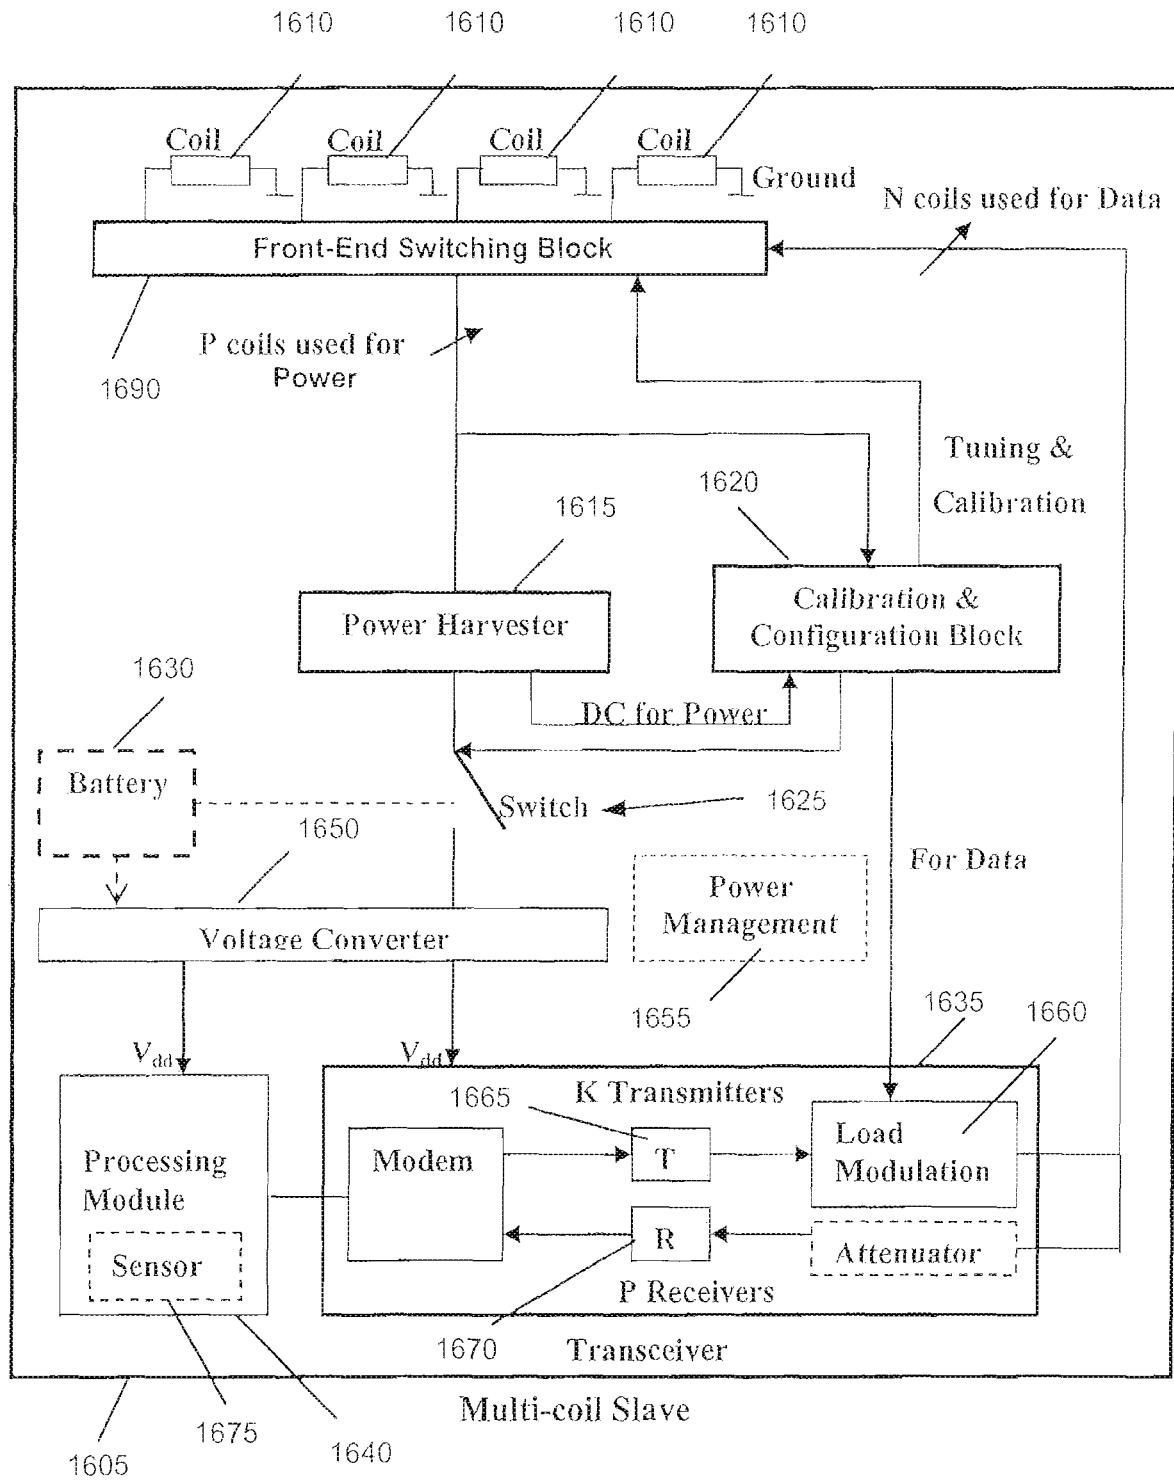 1610 1610 1610 1610
Coil Coil Coil Coil
Ground
N coils used for Data
Front-End Switching Block
P coils used for
Power
1690
Tuning &
Calibration
1620
1615
Power Harvester
Calibration &
Configuration Block
1630
DC for Power
Battery
Switch
1625
1650
For Data
Power
Management
Voltage Converter
1655
1635
1660
Vdd
Vdd
K Transmitters
1665
Load
Modulation
T
Modem
Processing
Module
Sensor
R
Attenuator
P Receivers
1670
Transceiver
Multi-coil Slave
1675
1640
1605